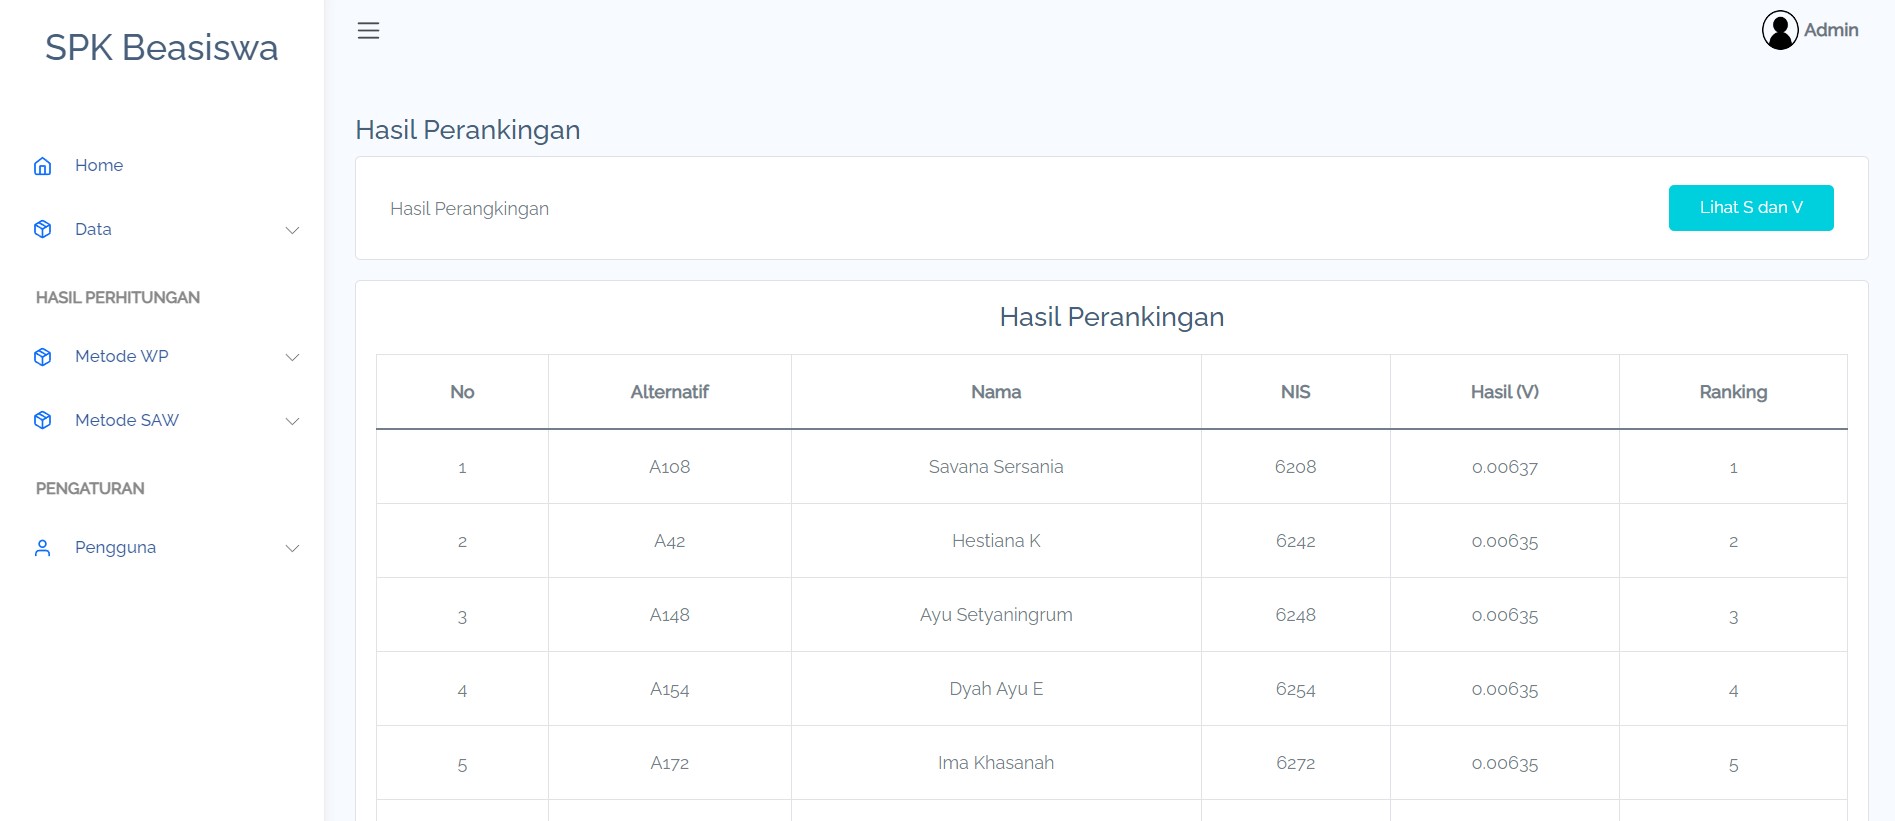 SPK Beasiswa
Admin
Home
Data
HASIL PERHITUNGAN
Metode WP
Metode SAW
PENGATURAN
Pengguna
Hasil Perankingan
Hasil Perangkingan
Lihat S dan V
Hasil Perankingan
No Alternatif Nama NIS Hasil (V) Ranking
1 A108 Savana Sersania 6208 0.00637 1
2 A42 Hestiana K 6242 0.00635 2
3 A148 Ayu Setyaningrum 6248 0.00635 3
4 A154 Dyah Ayu E 6254 0.00635 4
5 A172 Ima Khasanah 6272 0.00635 5